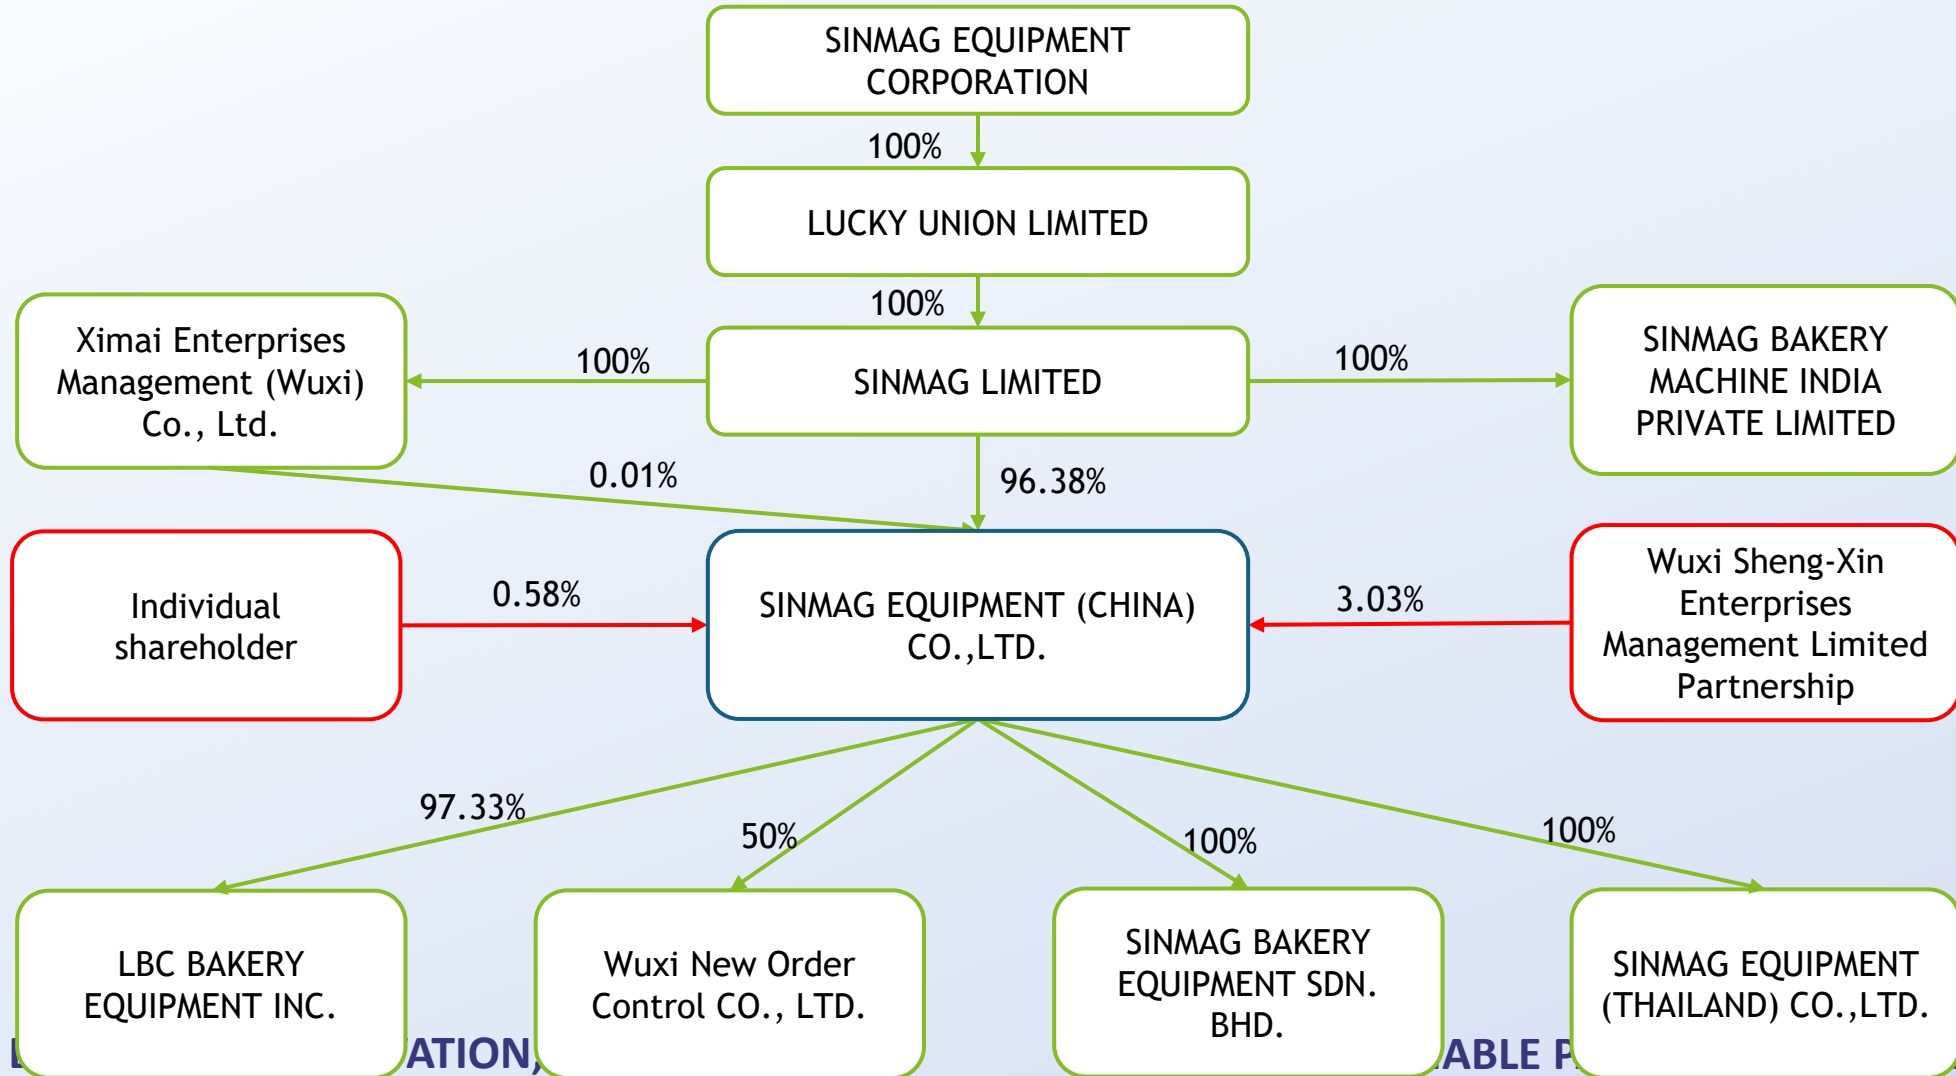 SINMAG EQUIPMENT
CORPORATION
100%
LUCKY UNION LIMITED
100%
Ximai Enterprises
Management (Wuxi)
Co., Ltd.
100%
SINMAG LIMITED
100%
SINMAG BAKERY
MACHINE INDIA
PRIVATE LIMITED
0.01%
96.38%
Individual
shareholder
0.58%
SINMAG EQUIPMENT (CHINA)
CO.,LTD.
3.03%
Wuxi Sheng-Xin
Enterprises
Management Limited
Partnership
97.33%
50%
100%
100%
LBC BAKERY
EQUIPMENT INC.
Wuxi New Order
Control CO., LTD.
SINMAG BAKERY
EQUIPMENT SDN.
BHD.
SINMAG EQUIPMENT
(THAILAND) CO.,LTD.